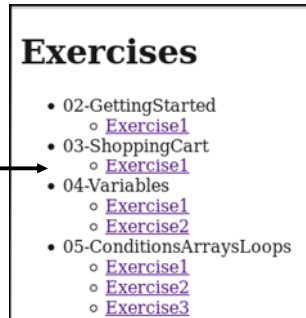 Exercises
02-GettingStarted
Exercise1
03-ShoppingCart
Exercise1
04-Variables
Exercise1
Exercise2
05-ConditionsArraysLoops
Exercise1
Exercise2
Exercise3